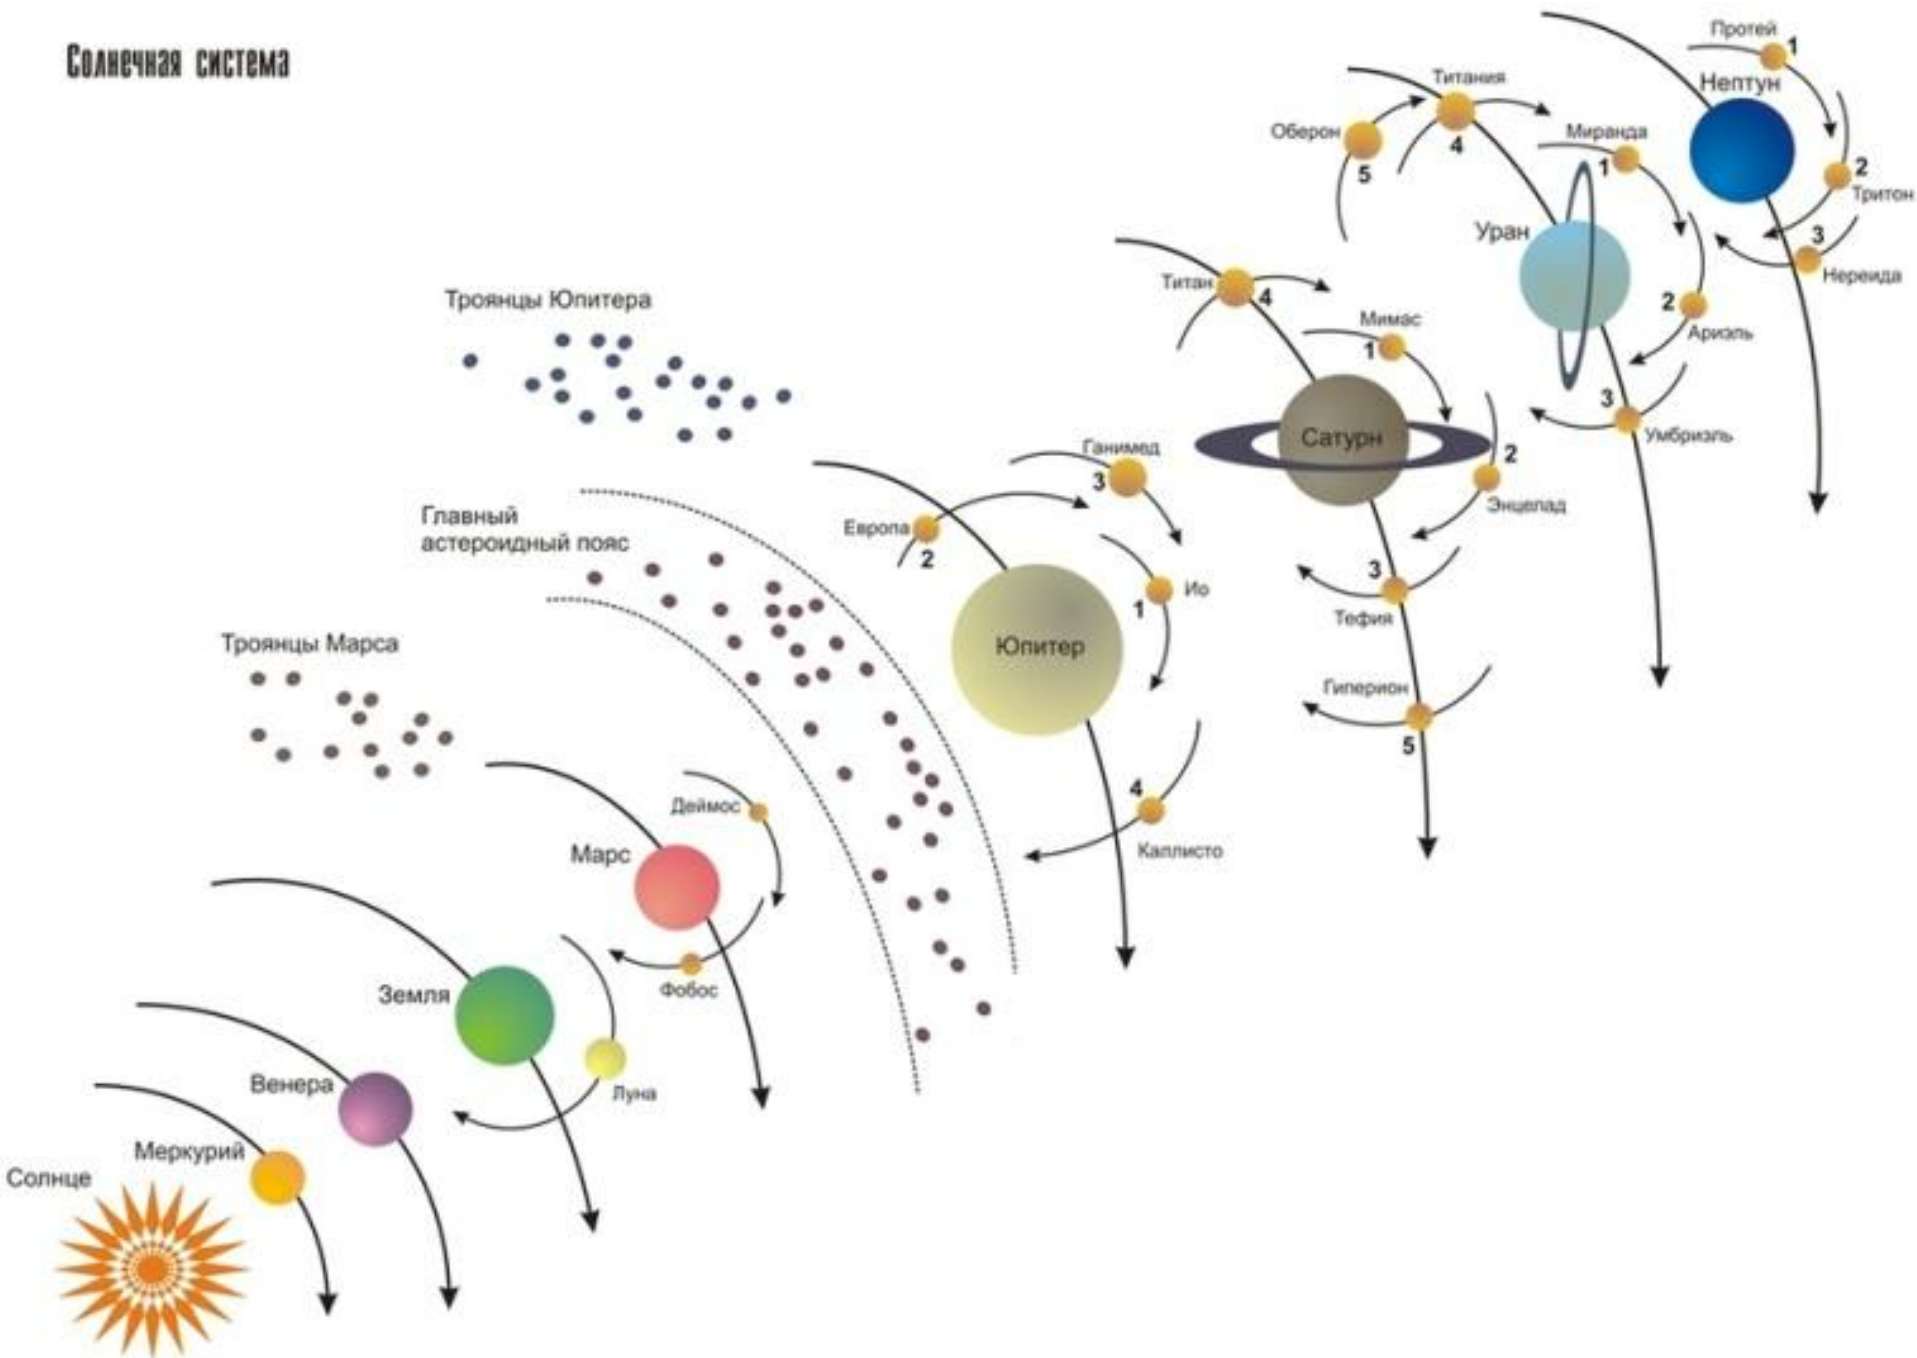 Солнечная система
Протей
1
Нептун
2
Тритон
3
Нереида
Титания
4
Оберон
5
Миранда
1
Уран
2
Ариэль
3
Умбриэль
Титан
4
Мимас
1
Сатурн
2
Энцелад
3
Тефия
Гиперион
5
Троянцы Юпитера
Ганимед
3
Европа
2
Ио
1
Юпитер
4
Каллисто
Главный
астероидный пояс
Троянцы Марса
Деймос
Марс
Фобос
Земля
Луна
Венера
Меркурий
Солнце